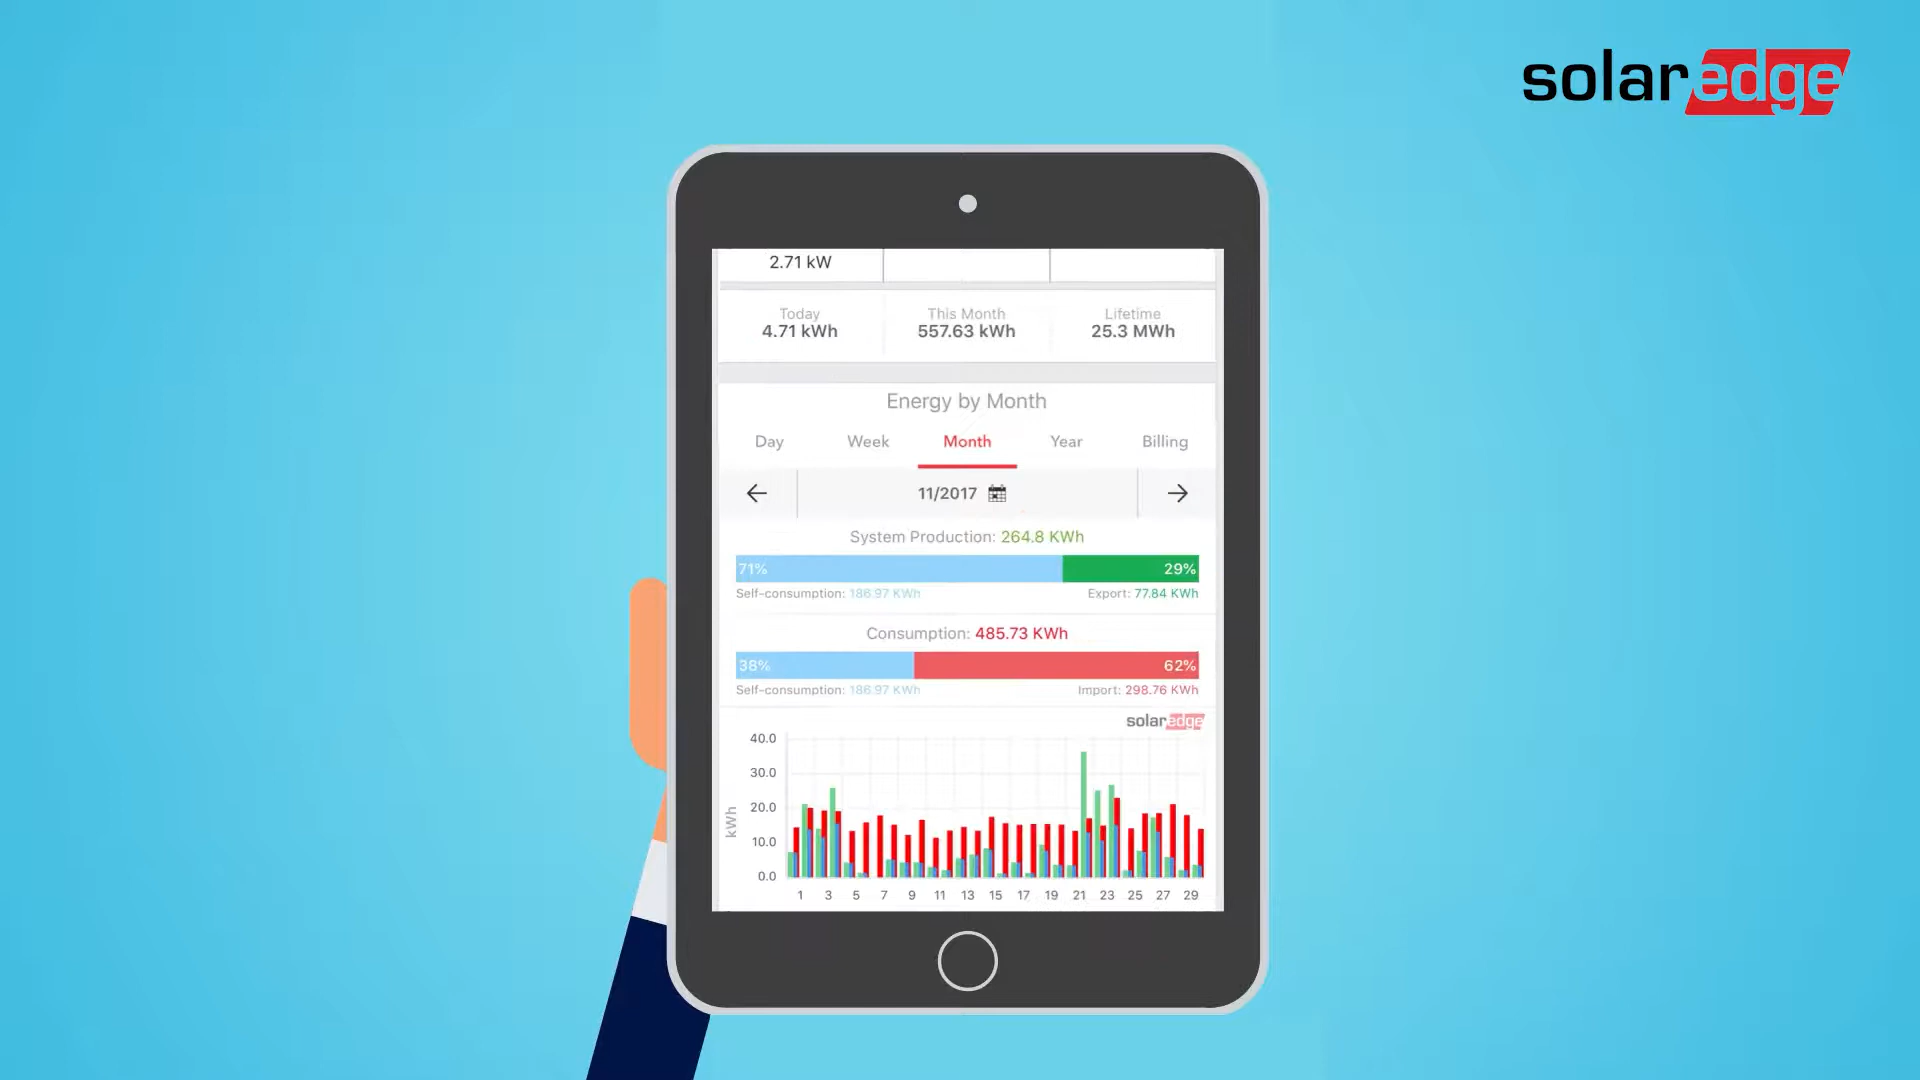 solaredge
2.71 kW
Today This Month Lifetime
4.71 kWh 557.63 kWh 25.3 MWh
Energy by Month
Day Week Month Year Billing
11/2017
System Production: 264.8 KWh
71% 29%
Self-consumption: 186.97 KWh Export: 77.84 KWh
Consumption: 485.73 KWh
38% 62%
Self-consumption: 186.97 KWh Import: 298.76 KWh
solaredge
40.0
30.0
20.0
10.0
0.0
kWh
1 3 5 7 9 11 13 15 17 19 21 23 25 27 29